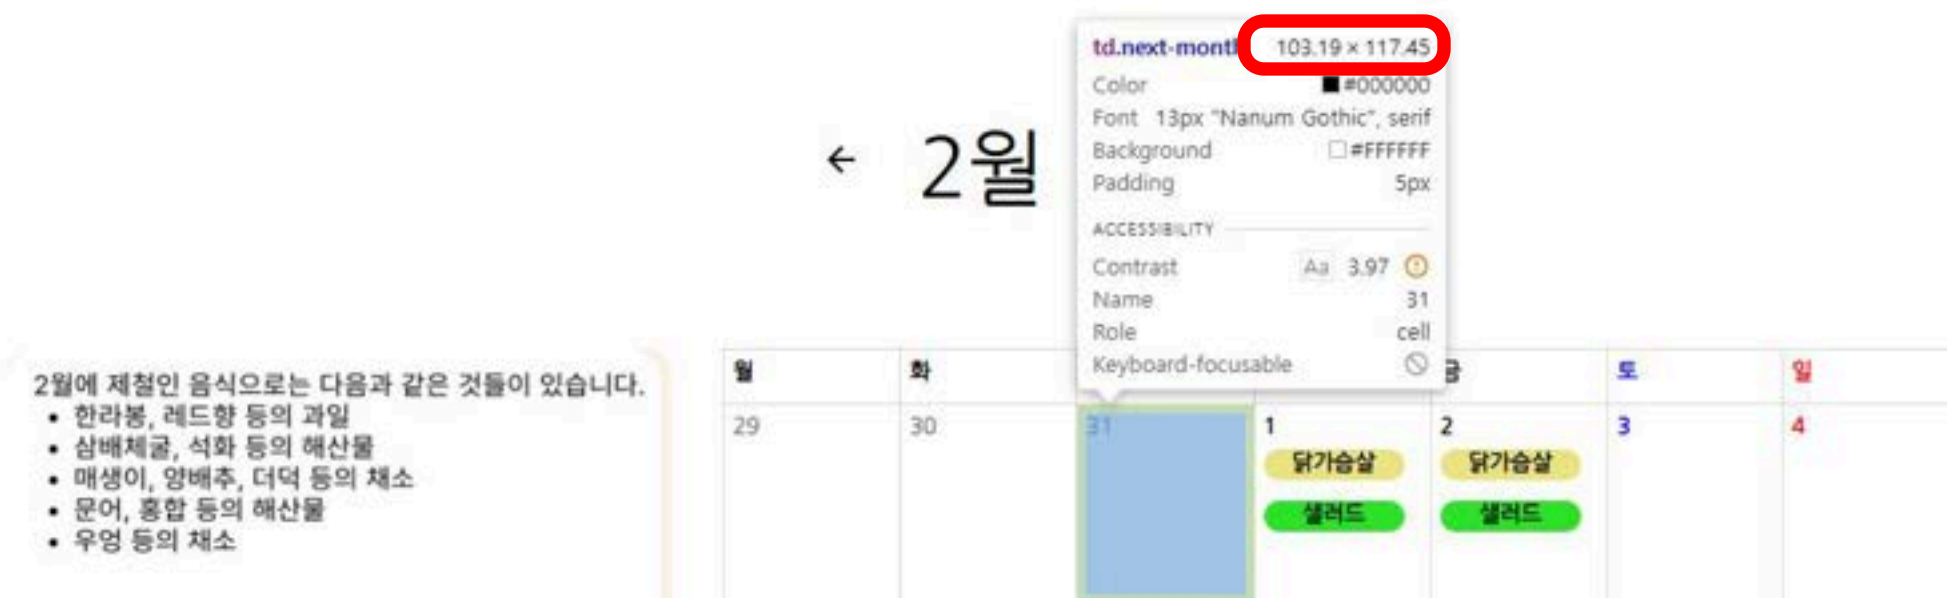 td.next-mont 103.19 × 117.45
Color #000000
Font 13px "Nanum Gothic", serif
Background #FFFFFF
Padding 5px
← 2월
ACCESSIBILITY
Contrast Aa 3.97
Name 31
Role cell
Keyboard-focusable
월 화 금 토 일
29 30 31 1 2 3 4
닭가슴살 닭가슴살
샐러드 샐러드
2월에 제철인 음식으로는 다음과 같은 것들이 있습니다.
• 한라봉, 레드향 등의 과일
• 삼배체굴, 석화 등의 해산물
• 매생이, 양배추, 더덕 등의 채소
• 문어, 홍합 등의 해산물
• 우엉 등의 채소